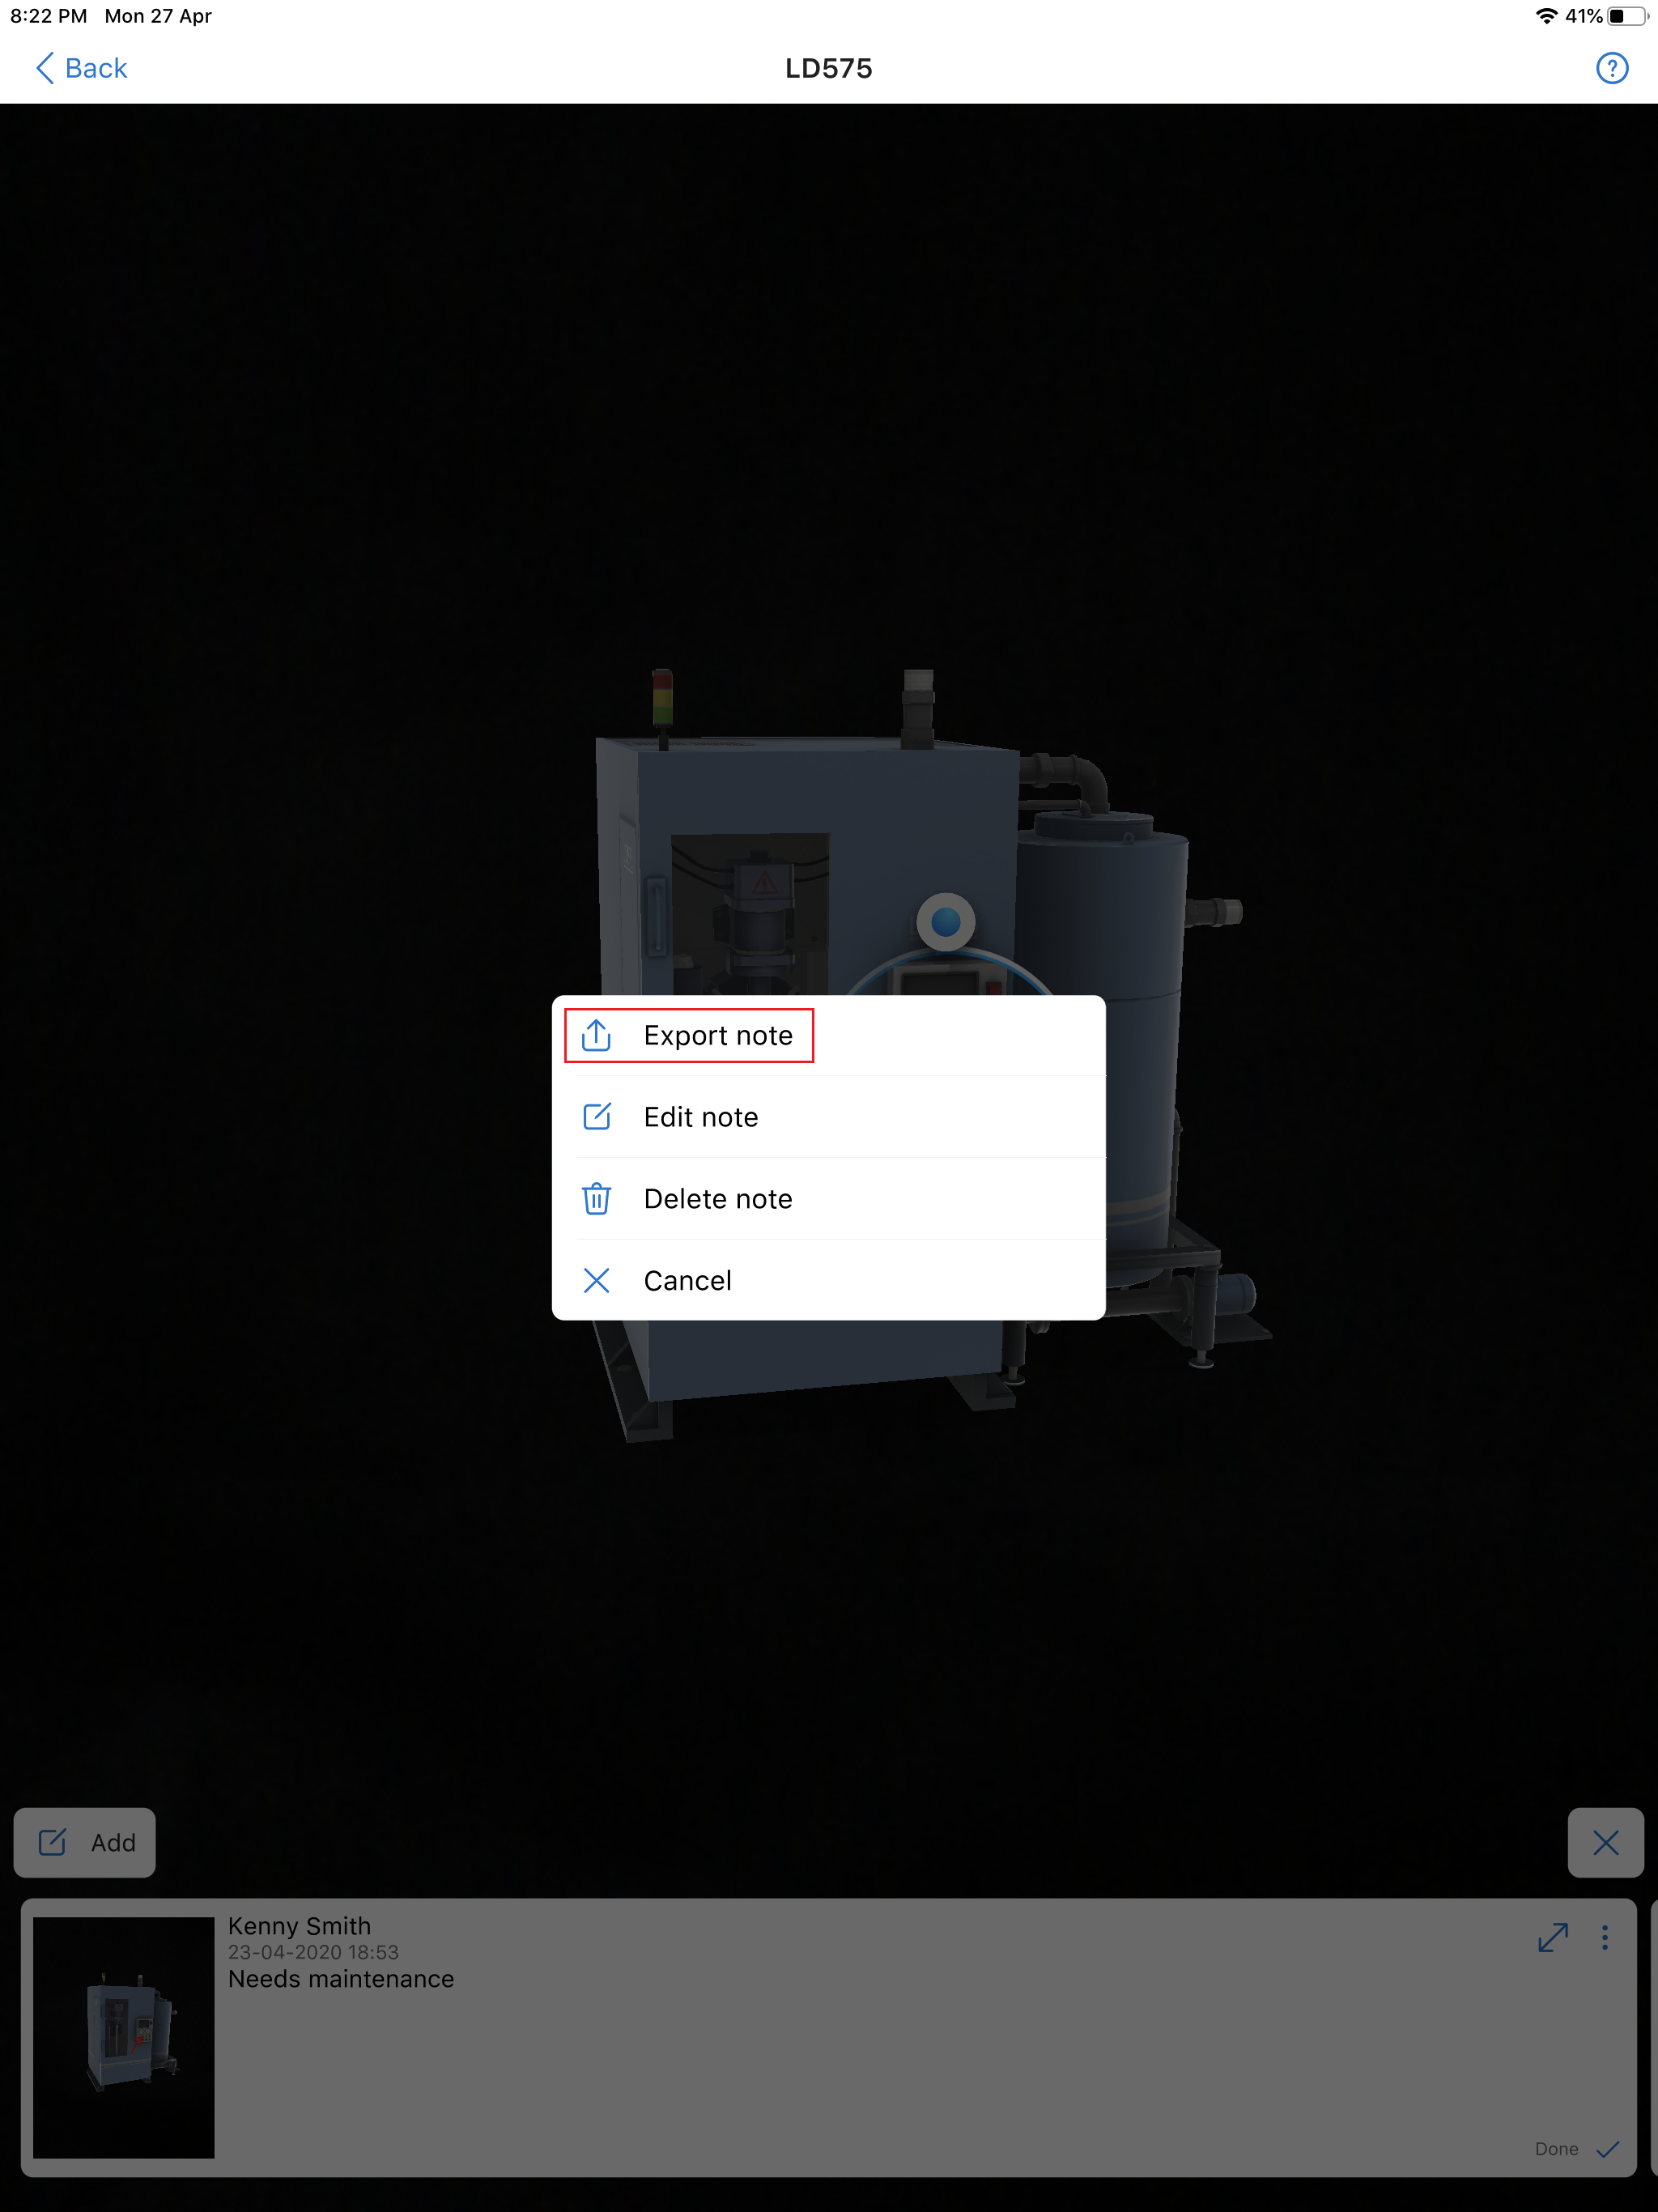 8:22 PM Mon 27 Apr 41%
Back LD575 ?
Export note
Edit note
Delete note
Cancel
Add
Kenny Smith
23-04-2020 18:53
Needs maintenance
Done